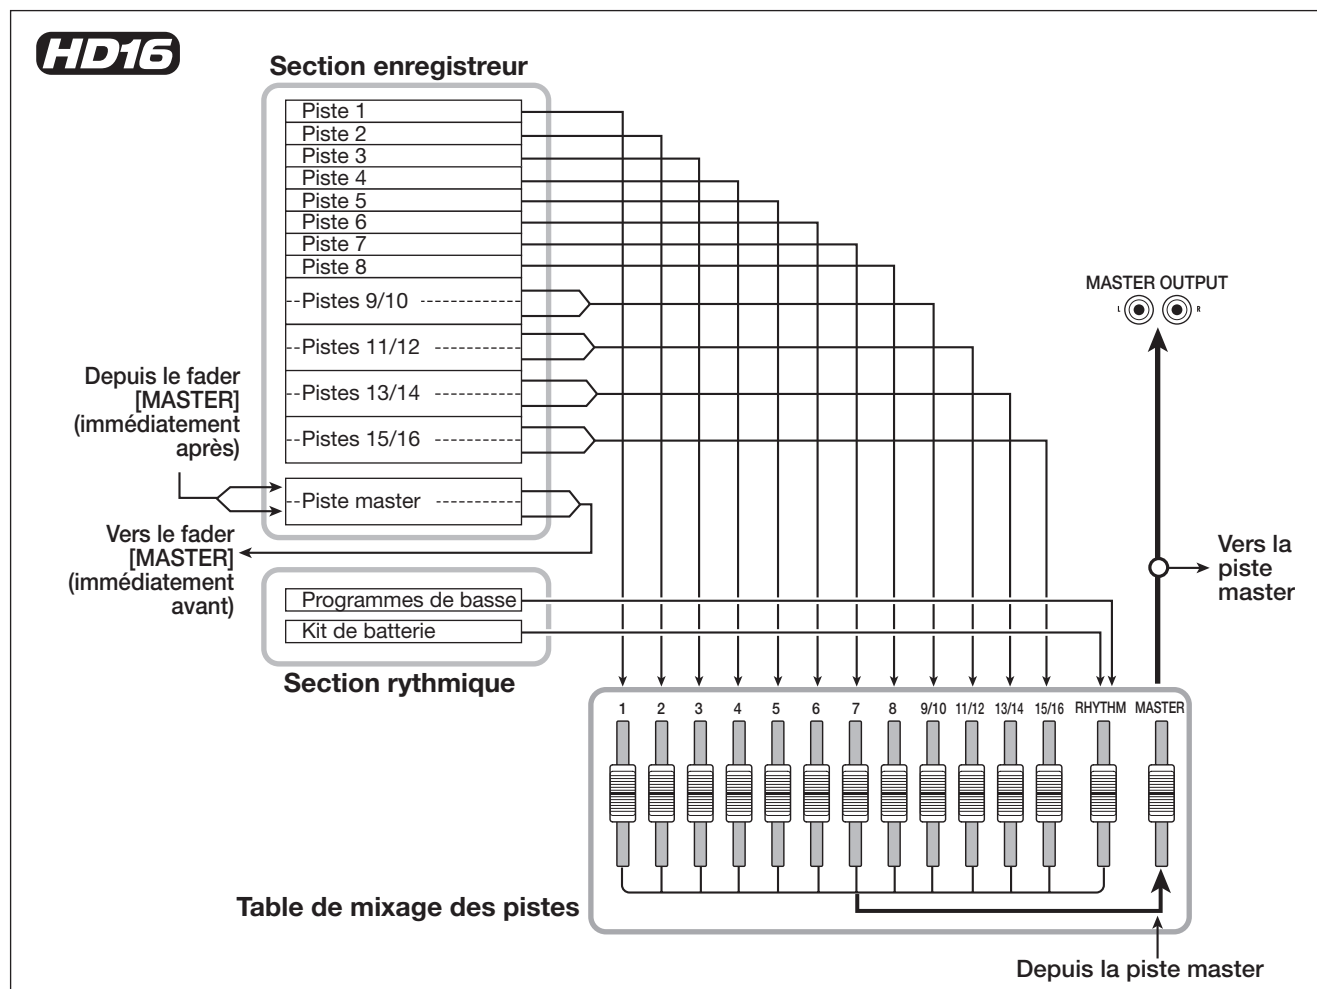 HD16
Section enregistreur
Piste 1
Piste 2
Piste 3
Piste 4
Piste 5
Piste 6
Piste 7
Piste 8
Pistes 9/10
Pistes 11/12
Pistes 13/14
Pistes 15/16
Piste master
Depuis le fader
[MASTER]
(immédiatement
après)
Vers le fader
[MASTER]
(immédiatement
avant)
Programmes de basse
Kit de batterie
Section rythmique
MASTER OUTPUT
L R
Vers la
piste
master
1 2 3 4 5 6 7 8 9/10 11/12 13/14 15/16 RHYTHM MASTER
Table de mixage des pistes
Depuis la piste master